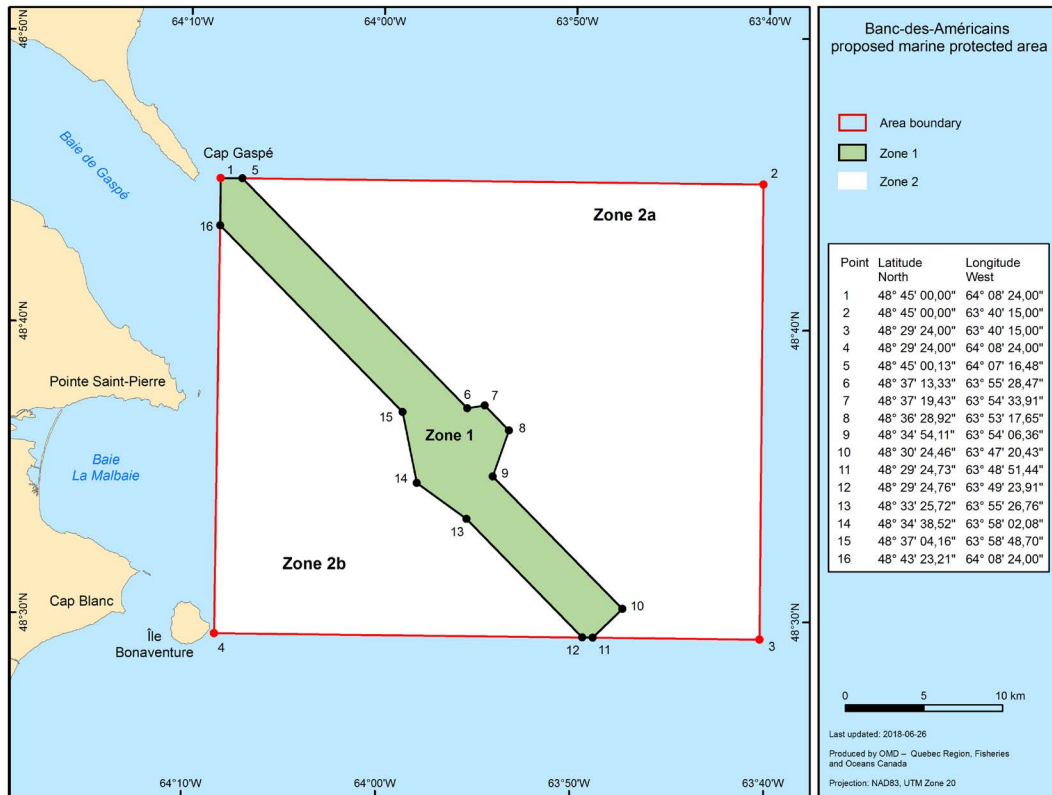 64°10'W 64°00'W 63°50'W 63°40'W
48°50'N
48°50'N
Baie de Gaspé
Cap Gaspé
1 5
2
16
Zone 2a
48°40'N
48°40'N
Pointe Saint-Pierre
6 7
15
Zone 1
8
Baie
La Malbaie
14
9
13
Zone 2b
Cap Blanc
10
48°30'N
48°30'N
Île
Bonaventure
4
12 11
3
64°10'W 64°00'W 63°50'W 63°40'W
Banc-des-Américains
proposed marine protected area
Area boundary
Zone 1
Zone 2
Point Latitude North Longitude West
1 48° 45' 00,00" 64° 08' 24,00"
2 48° 45' 00,00" 63° 40' 15,00"
3 48° 29' 24,00" 63° 40' 15,00"
4 48° 29' 24,00" 64° 08' 24,00"
5 48° 45' 00,13" 64° 07' 16,48"
6 48° 37' 13,33" 63° 55' 28,47"
7 48° 37' 19,43" 63° 54' 33,91"
8 48° 36' 28,92" 63° 53' 17,65"
9 48° 34' 54,11" 63° 54' 06,36"
10 48° 30' 24,46" 63° 47' 20,43"
11 48° 29' 24,73" 63° 48' 51,44"
12 48° 29' 24,76" 63° 49' 23,91"
13 48° 33' 25,72" 63° 55' 26,76"
14 48° 34' 38,52" 63° 58' 02,08"
15 48° 37' 04,16" 63° 58' 48,70"
16 48° 43' 23,21" 64° 08' 24,00"
0 5 10 km
Last updated: 2018-06-26
Produced by OMD – Quebec Region, Fisheries
and Oceans Canada
Projection: NAD83, UTM Zone 20